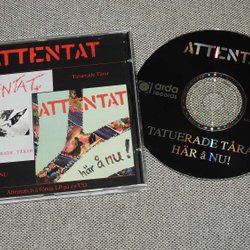 ATTENTAT
Tatuerade Tårar
ATTENTAT
här å nu!
ATTENTAT
arda
records
TATUERADE TÅRAR
HÄR å NU!